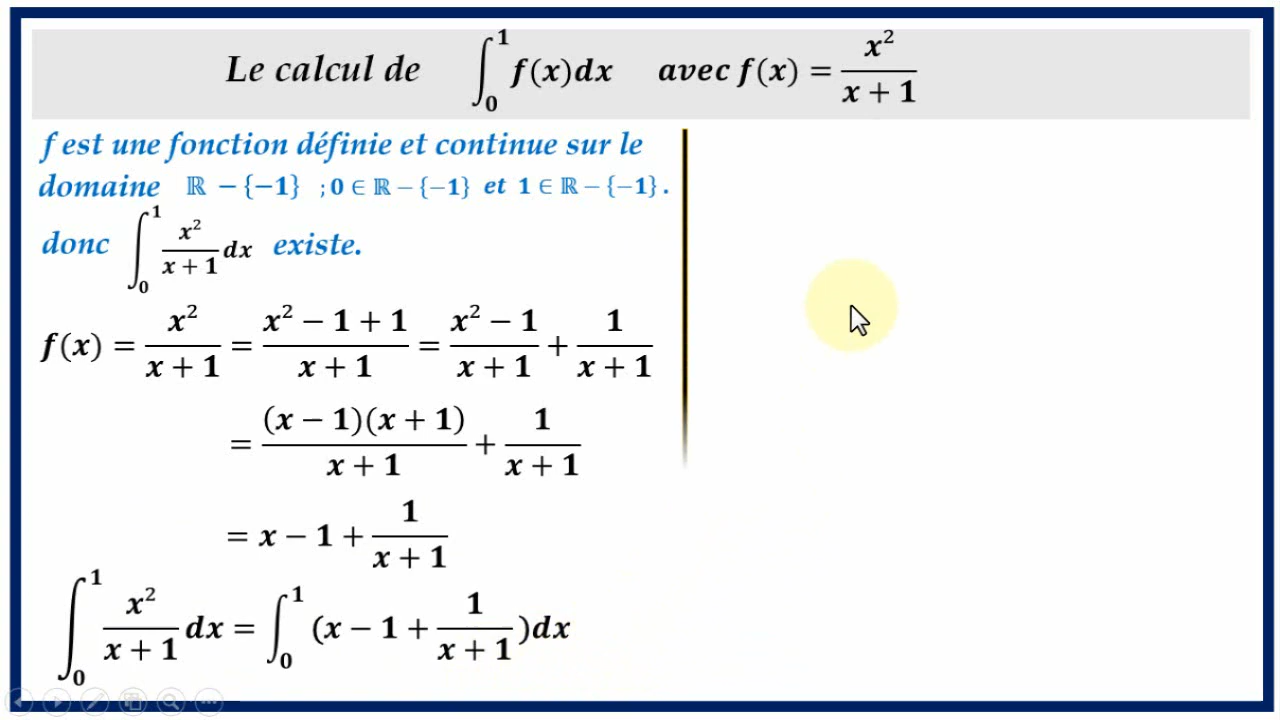 Le calcul de ∫₀¹ f(x)dx avec f(x) = x²/(x + 1)
f est une fonction définie et continue sur le
domaine ℝ − {−1} ; 0 ∈ ℝ − {−1} et 1 ∈ ℝ − {−1} .
donc ∫₀¹ x²/(x + 1) dx existe.
f(x) = x²/(x + 1) = (x² − 1 + 1)/(x + 1) = (x² − 1)/(x + 1) + 1/(x + 1)
= (x − 1)(x + 1)/(x + 1) + 1/(x + 1)
= x − 1 + 1/(x + 1)
∫₀¹ x²/(x + 1) dx = ∫₀¹ (x − 1 + 1/(x + 1) )dx